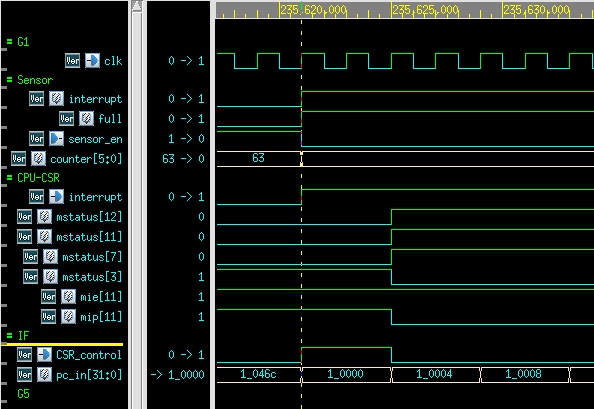 235,620,000 235,625,000 235,630,000
= G1
Ver clk 0 -> 1
= Sensor
Ver interrupt 0 -> 1
Ver full 0 -> 1
Ver sensor_en 1 -> 0
Ver counter[5:0] 63 -> 0 63
= CPU-CSR
Ver interrupt 0 -> 1
Ver mstatus[12] 0
Ver mstatus[11] 0
Ver mstatus[7] 0
Ver mstatus[3] 1
Ver mie[11] 1
Ver mip[11] 1
= IF
Ver CSR_control 0 -> 1
Ver pc_in[31:0] -> 1_0000 1_046c 1_0000 1_0004 1_0008
G5